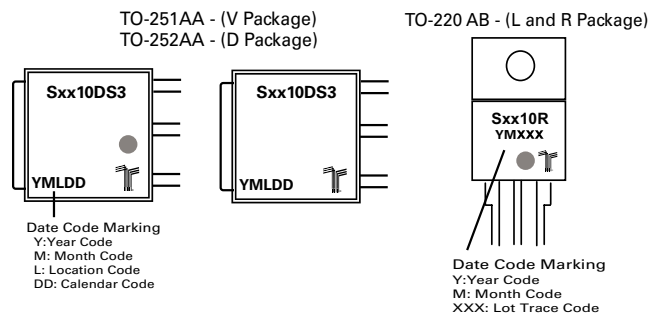 TO-251AA - (V Package)
TO-252AA - (D Package)
TO-220 AB - (L and R Package)
Sxx10DS3
YMLDD
Date Code Marking
Y:Year Code
M: Month Code
L: Location Code
DD: Calendar Code
Sxx10DS3
YMLDD
Sxx10R
YMXXX
Date Code Marking
Y:Year Code
M: Month Code
XXX: Lot Trace Code